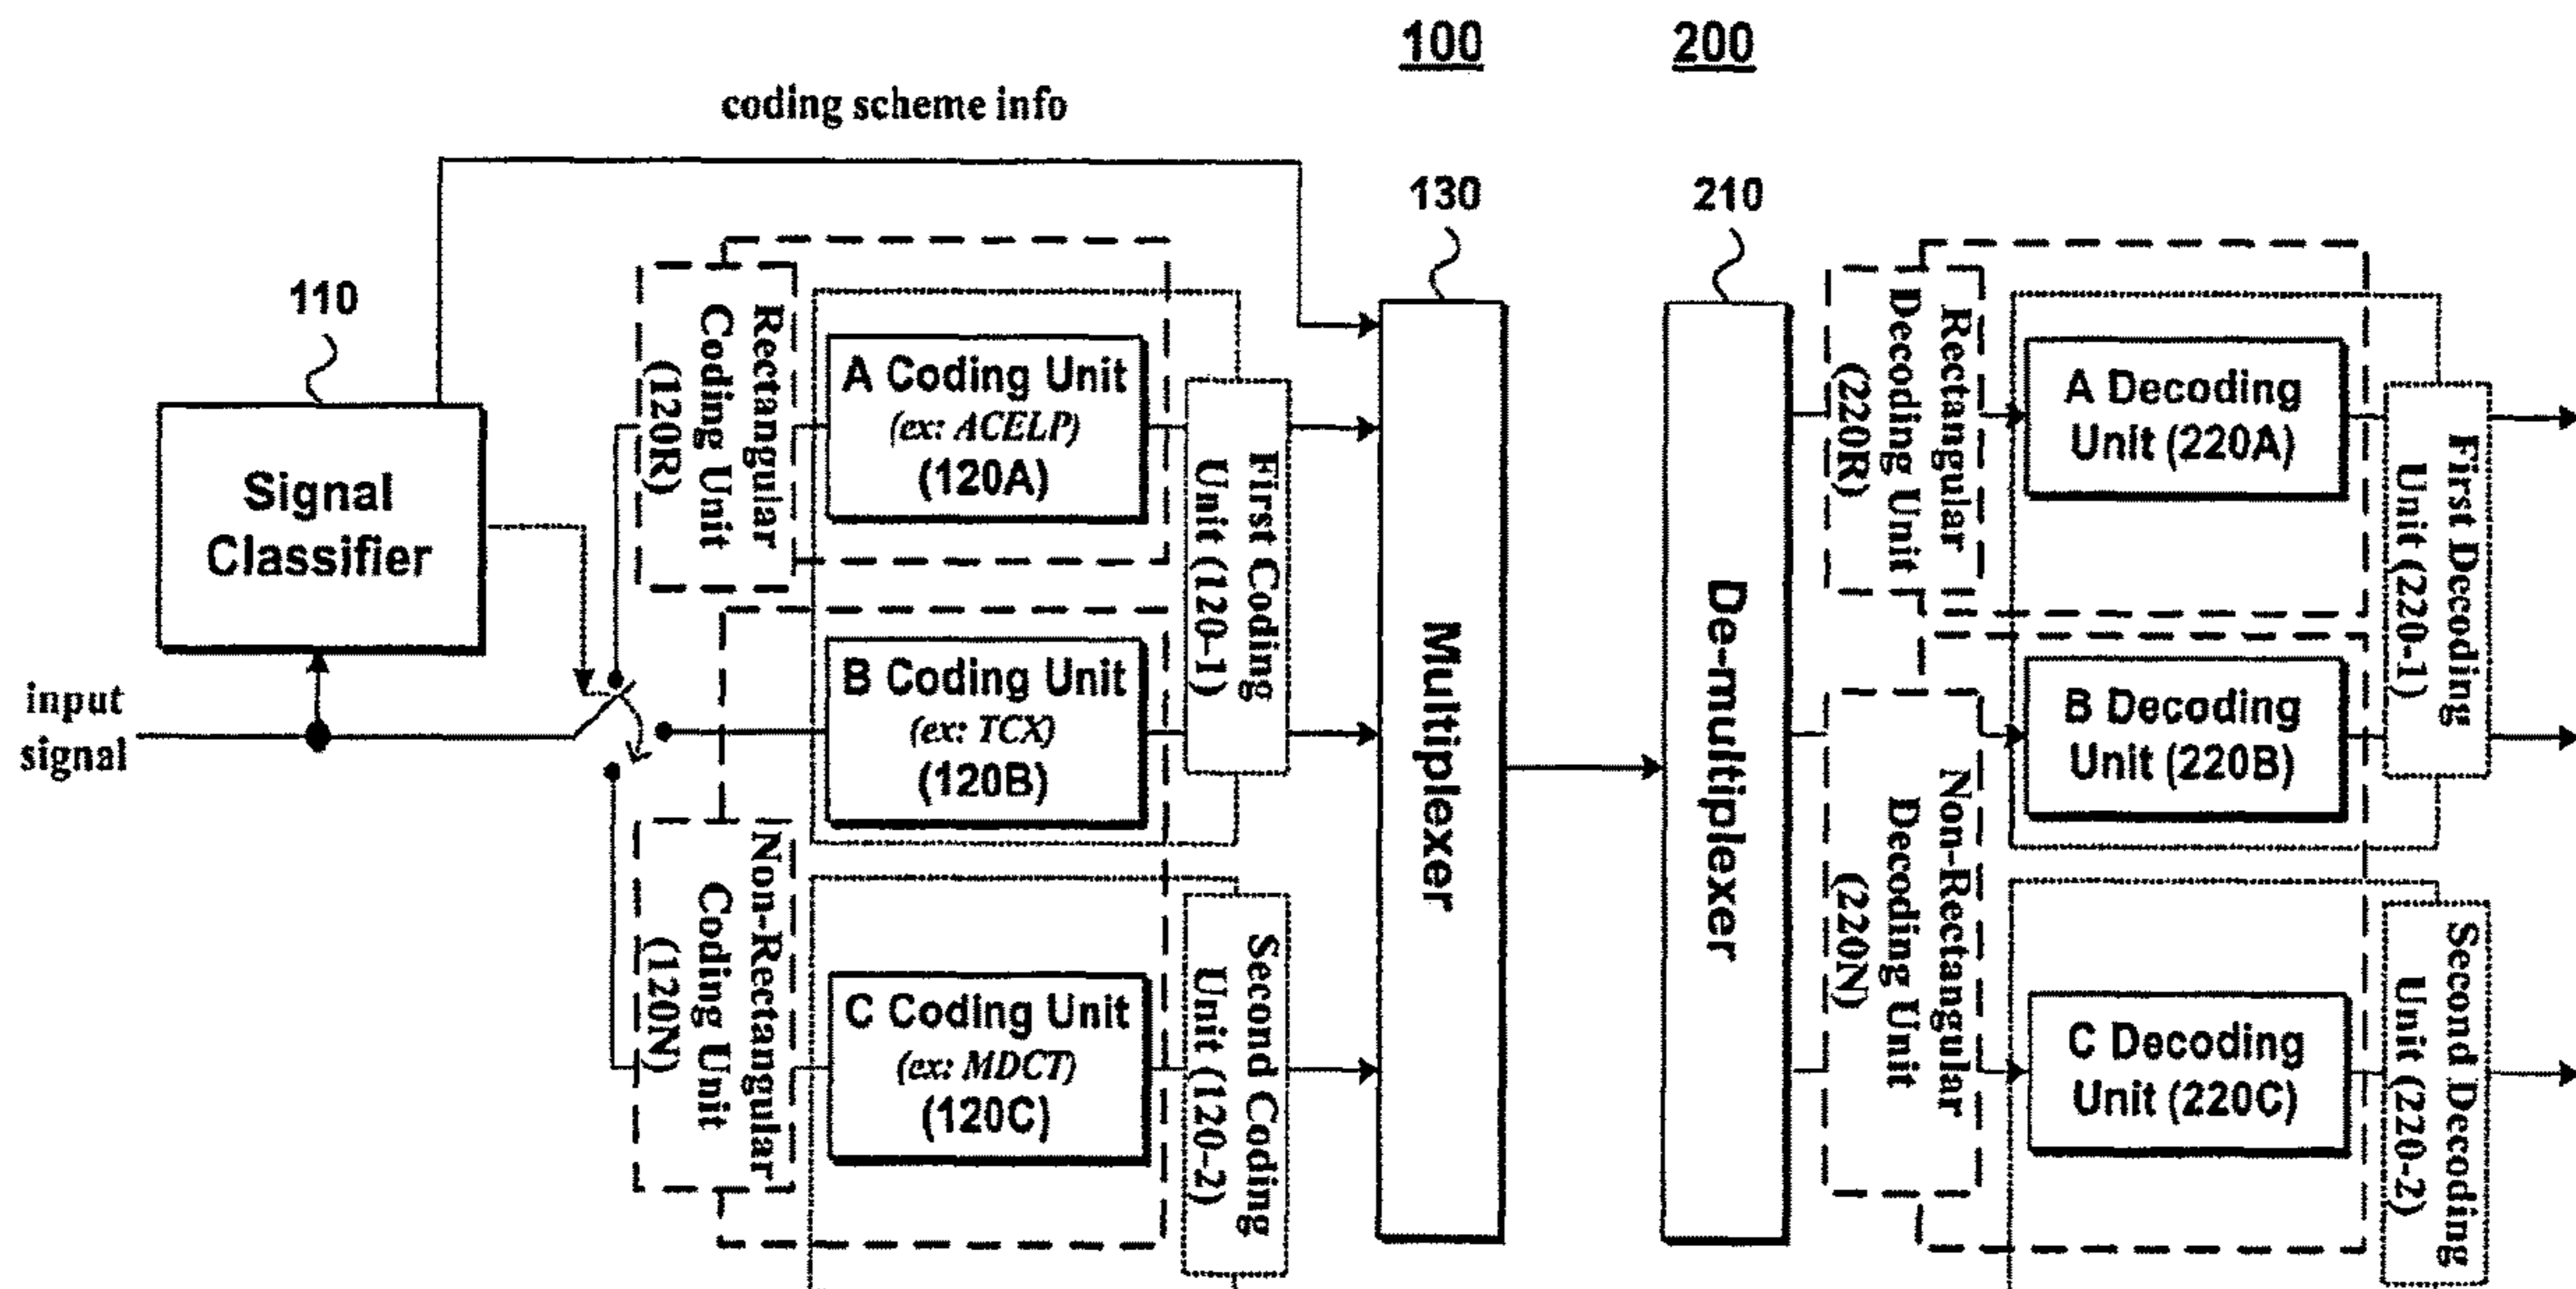 100
200
coding scheme info
130
210
110
Signal
Classifier
input
signal
Rectangular
Coding Unit
(120R)
A Coding Unit
(ex: ACELP)
(120A)
First Coding
Unit (120-1)
B Coding Unit
(ex: TCX)
(120B)
Non-Rectangular
Coding Unit
(120N)
C Coding Unit
(ex: MDCT)
(120C)
Second Coding
Unit (120-2)
Multiplexer
De-multiplexer
Rectangular
Decoding Unit
(220R)
A Decoding
Unit (220A)
First Decoding
Unit (220-1)
B Decoding
Unit (220B)
Non-Rectangular
Decoding Unit
(220N)
C Decoding
Unit (220C)
Second Decoding
Unit (220-2)